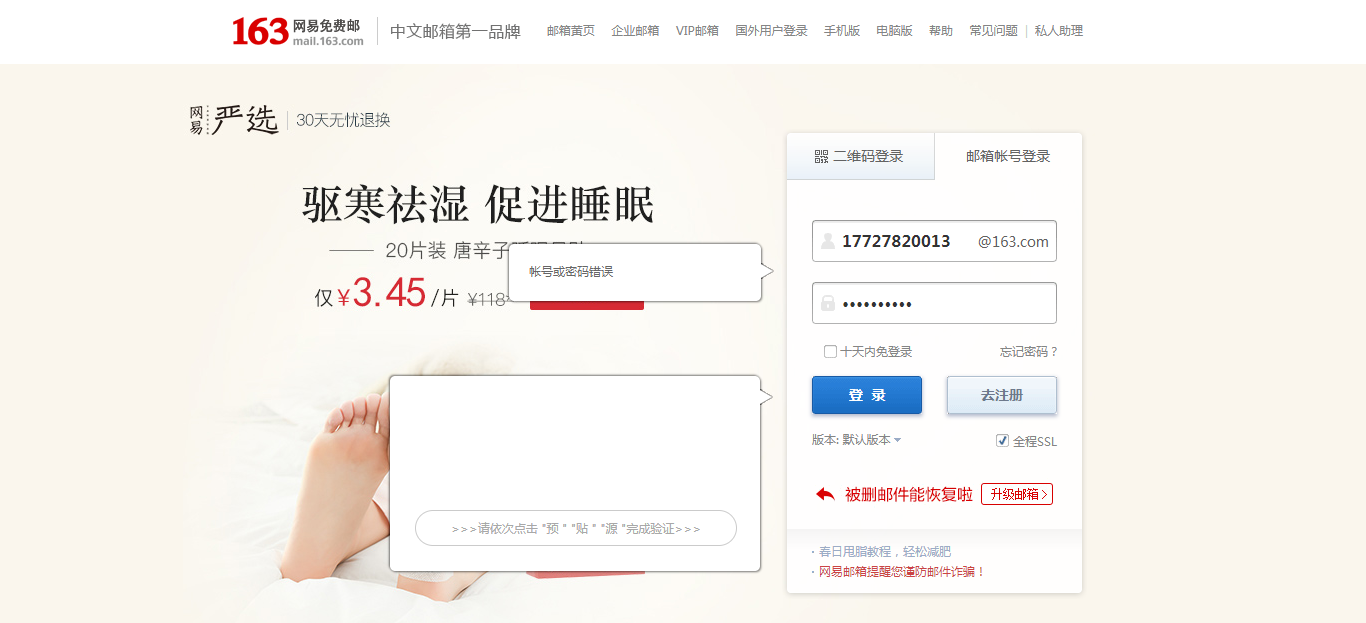 163 网易免费邮
mail.163.com
中文邮箱第一品牌
邮箱黄页 企业邮箱 VIP邮箱 国外用户登录 手机版 电脑版 帮助 常见问题 | 私人助理
网易严选 30天无忧退换
驱寒祛湿 促进睡眠
20片装 唐辛子
仅¥3.45/片 ¥118
帐号或密码错误
>>>请依次点击 "预 " "贴 " "源 "完成验证>>>
二维码登录 邮箱帐号登录
17727820013 @163.com
••••••••••
十天内免登录 忘记密码?
登 录 去注册
版本: 默认版本 全程SSL
被删邮件能恢复啦 升级邮箱>
· 春日甩脂教程，轻松减肥
· 网易邮箱提醒您谨防邮件诈骗！